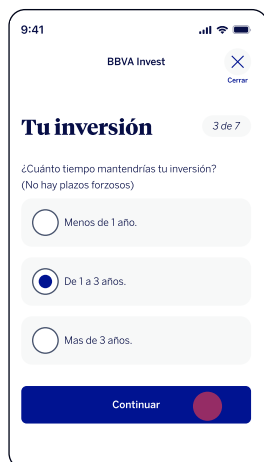 9:41
BBVA Invest
Cerrar
Tu inversión
3 de 7
¿Cuánto tiempo mantendrías tu inversión?
(No hay plazos forzosos)
Menos de 1 año.
De 1 a 3 años.
Mas de 3 años.
Continuar